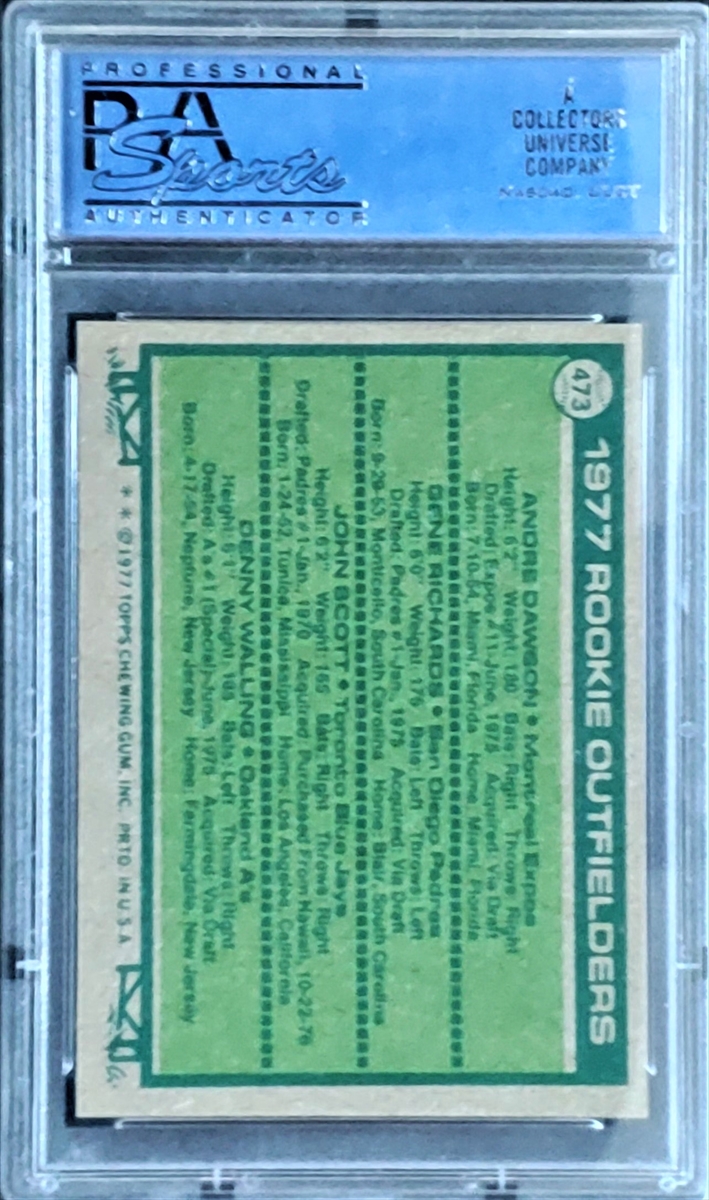 PROFESSIONAL
PSA
Sports
AUTHENTICATOR
A
COLLECTORS
UNIVERSE
COMPANY
473
1977 ROOKIE OUTFIELDERS
ANDRE DAWSON • Montreal Expos
Height: 6'2" Weight: 180 Bats: Right Throws: Right
Drafted: Expos #11-June, 1975 Acquired: Via Draft
Born: 7-10-54, Miami, Florida Home: Miami, Florida
GENE RICHARDS • San Diego Padres
Height: 6'0" Weight: 175 Bats: Left Throws: Left
Drafted: Padres #1-Jan., 1975 Acquired: Via Draft
Born: 9-29-53, Monticello, South Carolina Home: Blair, South Carolina
JOHN SCOTT • Toronto Blue Jays
Height: 6'2" Weight: 165 Bats: Right Throws: Right
Drafted: Padres #1-Jan., 1970 Acquired: Purchased From Hawaii, 10-22-76
Born: 1-24-52, Tunica, Mississippi Home: Los Angeles, California
DENNY WALLING • Oakland A's
Height: 6'1" Weight: 185 Bats: Left Throws: Right
Drafted: A's #1 (Special)-June, 1975 Acquired: Via Draft
Born: 4-17-54, Neptune, New Jersey Home: Farmingdale, New Jersey
* * ©1977 TOPPS CHEWING GUM, INC. PRTD. IN U.S.A.